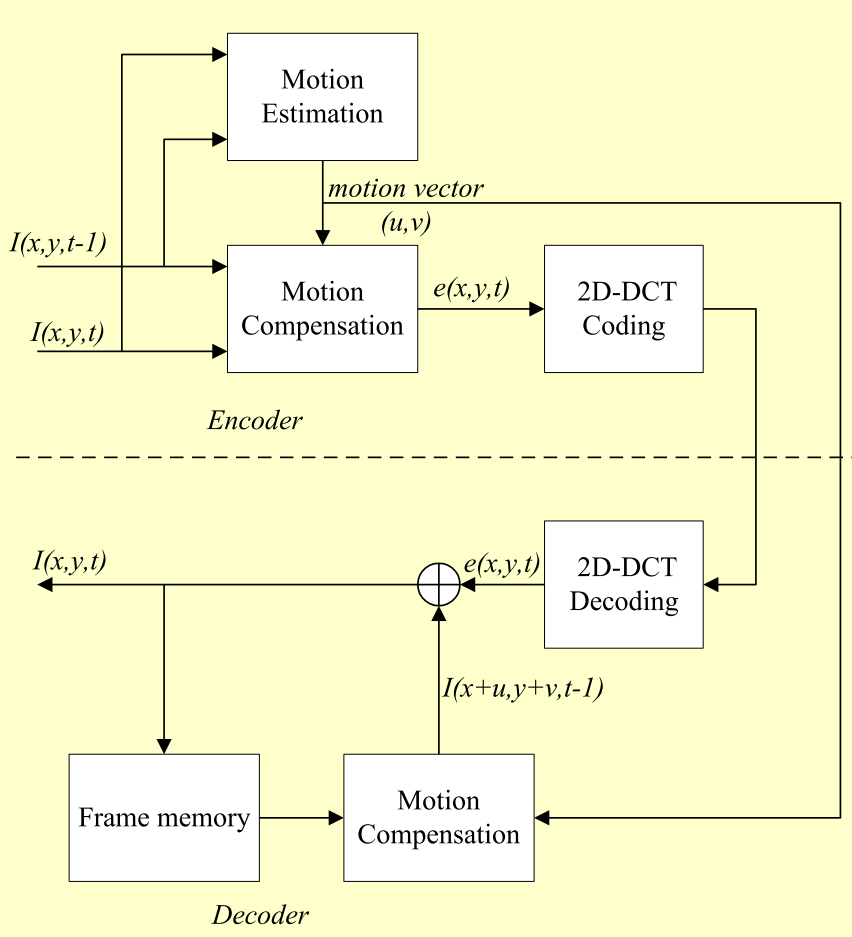 Motion
Estimation
motion vector
(u,v)
I(x,y,t-1)
I(x,y,t)
Motion
Compensation
e(x,y,t)
2D-DCT
Coding
Encoder
I(x,y,t)
e(x,y,t)
2D-DCT
Decoding
I(x+u,y+v,t-1)
Frame memory
Motion
Compensation
Decoder